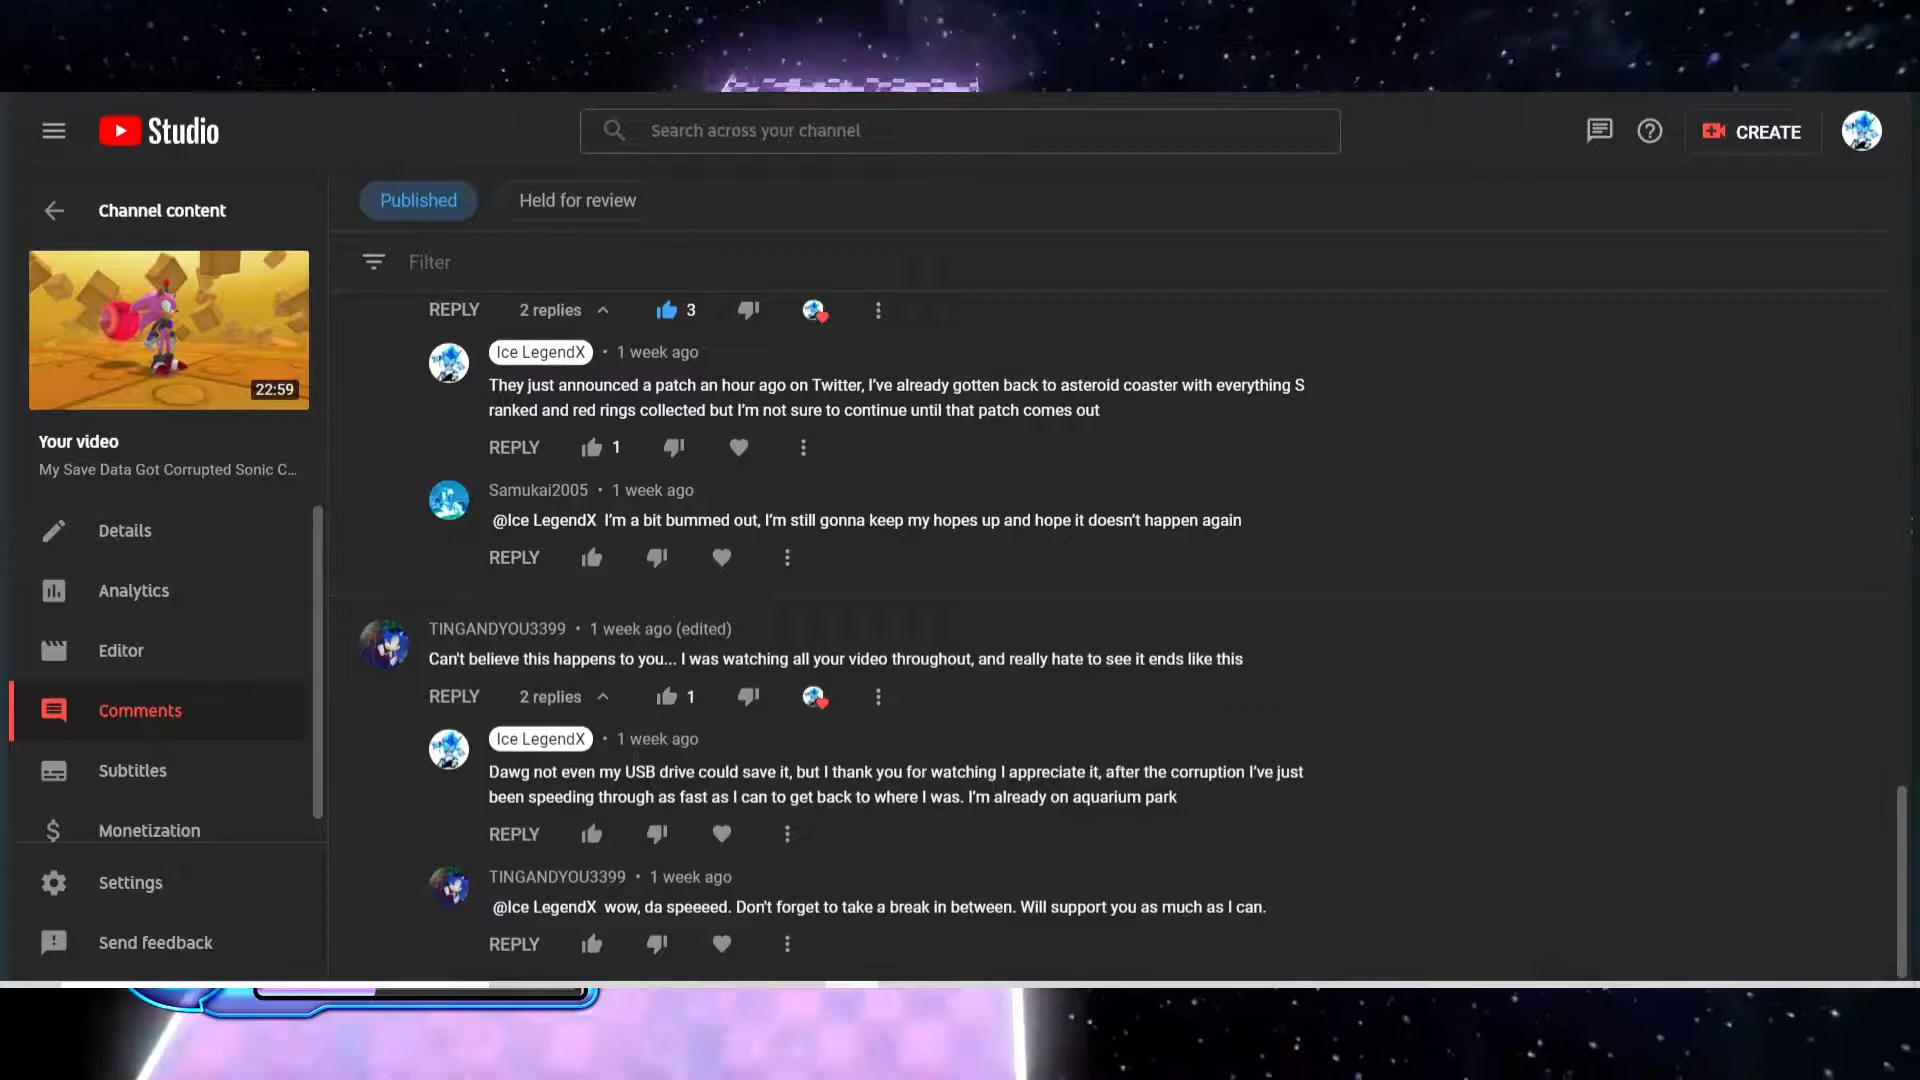 Studio
Search across your channel
CREATE
Channel content
22:59
Your video
My Save Data Got Corrupted Sonic C...
Details
Analytics
Editor
Comments
Subtitles
Monetization
Settings
Send feedback
Published
Held for review
Filter
REPLY 2 replies 3
Ice LegendX • 1 week ago
They just announced a patch an hour ago on Twitter, I've already gotten back to asteroid coaster with everything S
ranked and red rings collected but I'm not sure to continue until that patch comes out
REPLY 1
Samukai2005 • 1 week ago
@Ice LegendX I'm a bit bummed out, I'm still gonna keep my hopes up and hope it doesn't happen again
REPLY
TINGANDYOU3399 • 1 week ago (edited)
Can't believe this happens to you... I was watching all your video throughout, and really hate to see it ends like this
REPLY 2 replies 1
Ice LegendX • 1 week ago
Dawg not even my USB drive could save it, but I thank you for watching I appreciate it, after the corruption I've just
been speeding through as fast as I can to get back to where I was. I'm already on aquarium park
REPLY
TINGANDYOU3399 • 1 week ago
@Ice LegendX wow, da speeeed. Don't forget to take a break in between. Will support you as much as I can.
REPLY